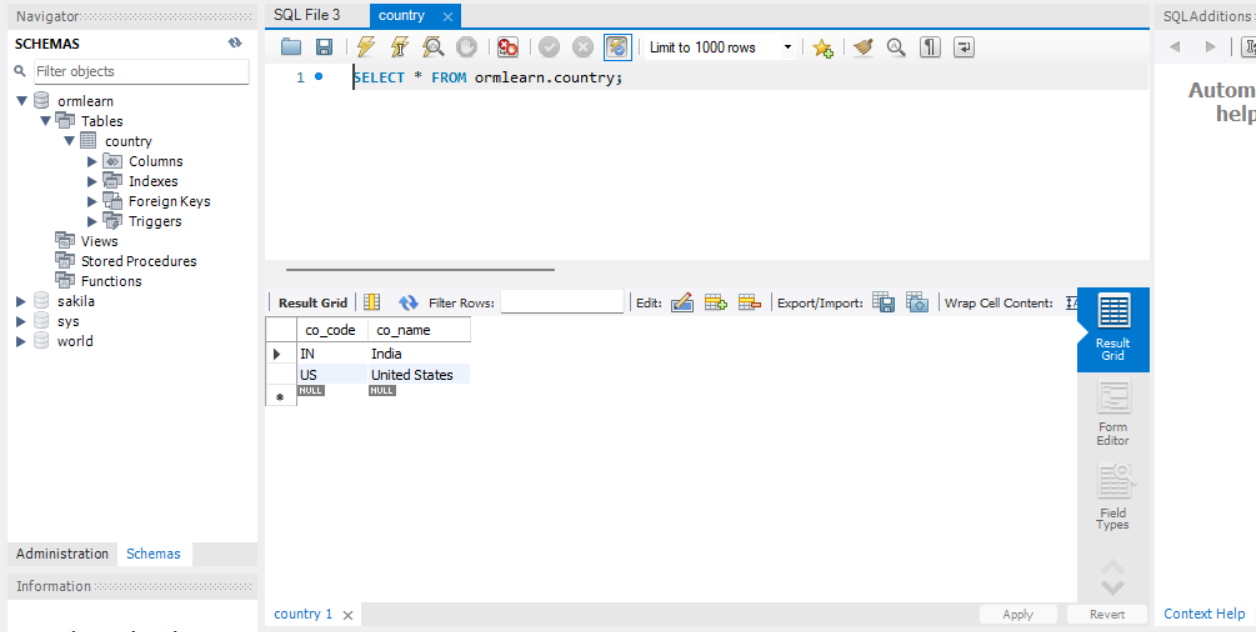 Navigator
SCHEMAS
Filter objects
ormlearn
Tables
country
Columns
Indexes
Foreign Keys
Triggers
Views
Stored Procedures
Functions
sakila
sys
world
Administration Schemas
Information
SQL File 3 country
Limit to 1000 rows
1 SELECT * FROM ormlearn.country;
Result Grid Filter Rows: Edit: Export/Import: Wrap Cell Content:
co_code co_name
IN India
US United States
NULL NULL
Result
Grid
Form
Editor
Field
Types
country 1 Apply Revert
SQLAdditions
Autom
help
Context Help